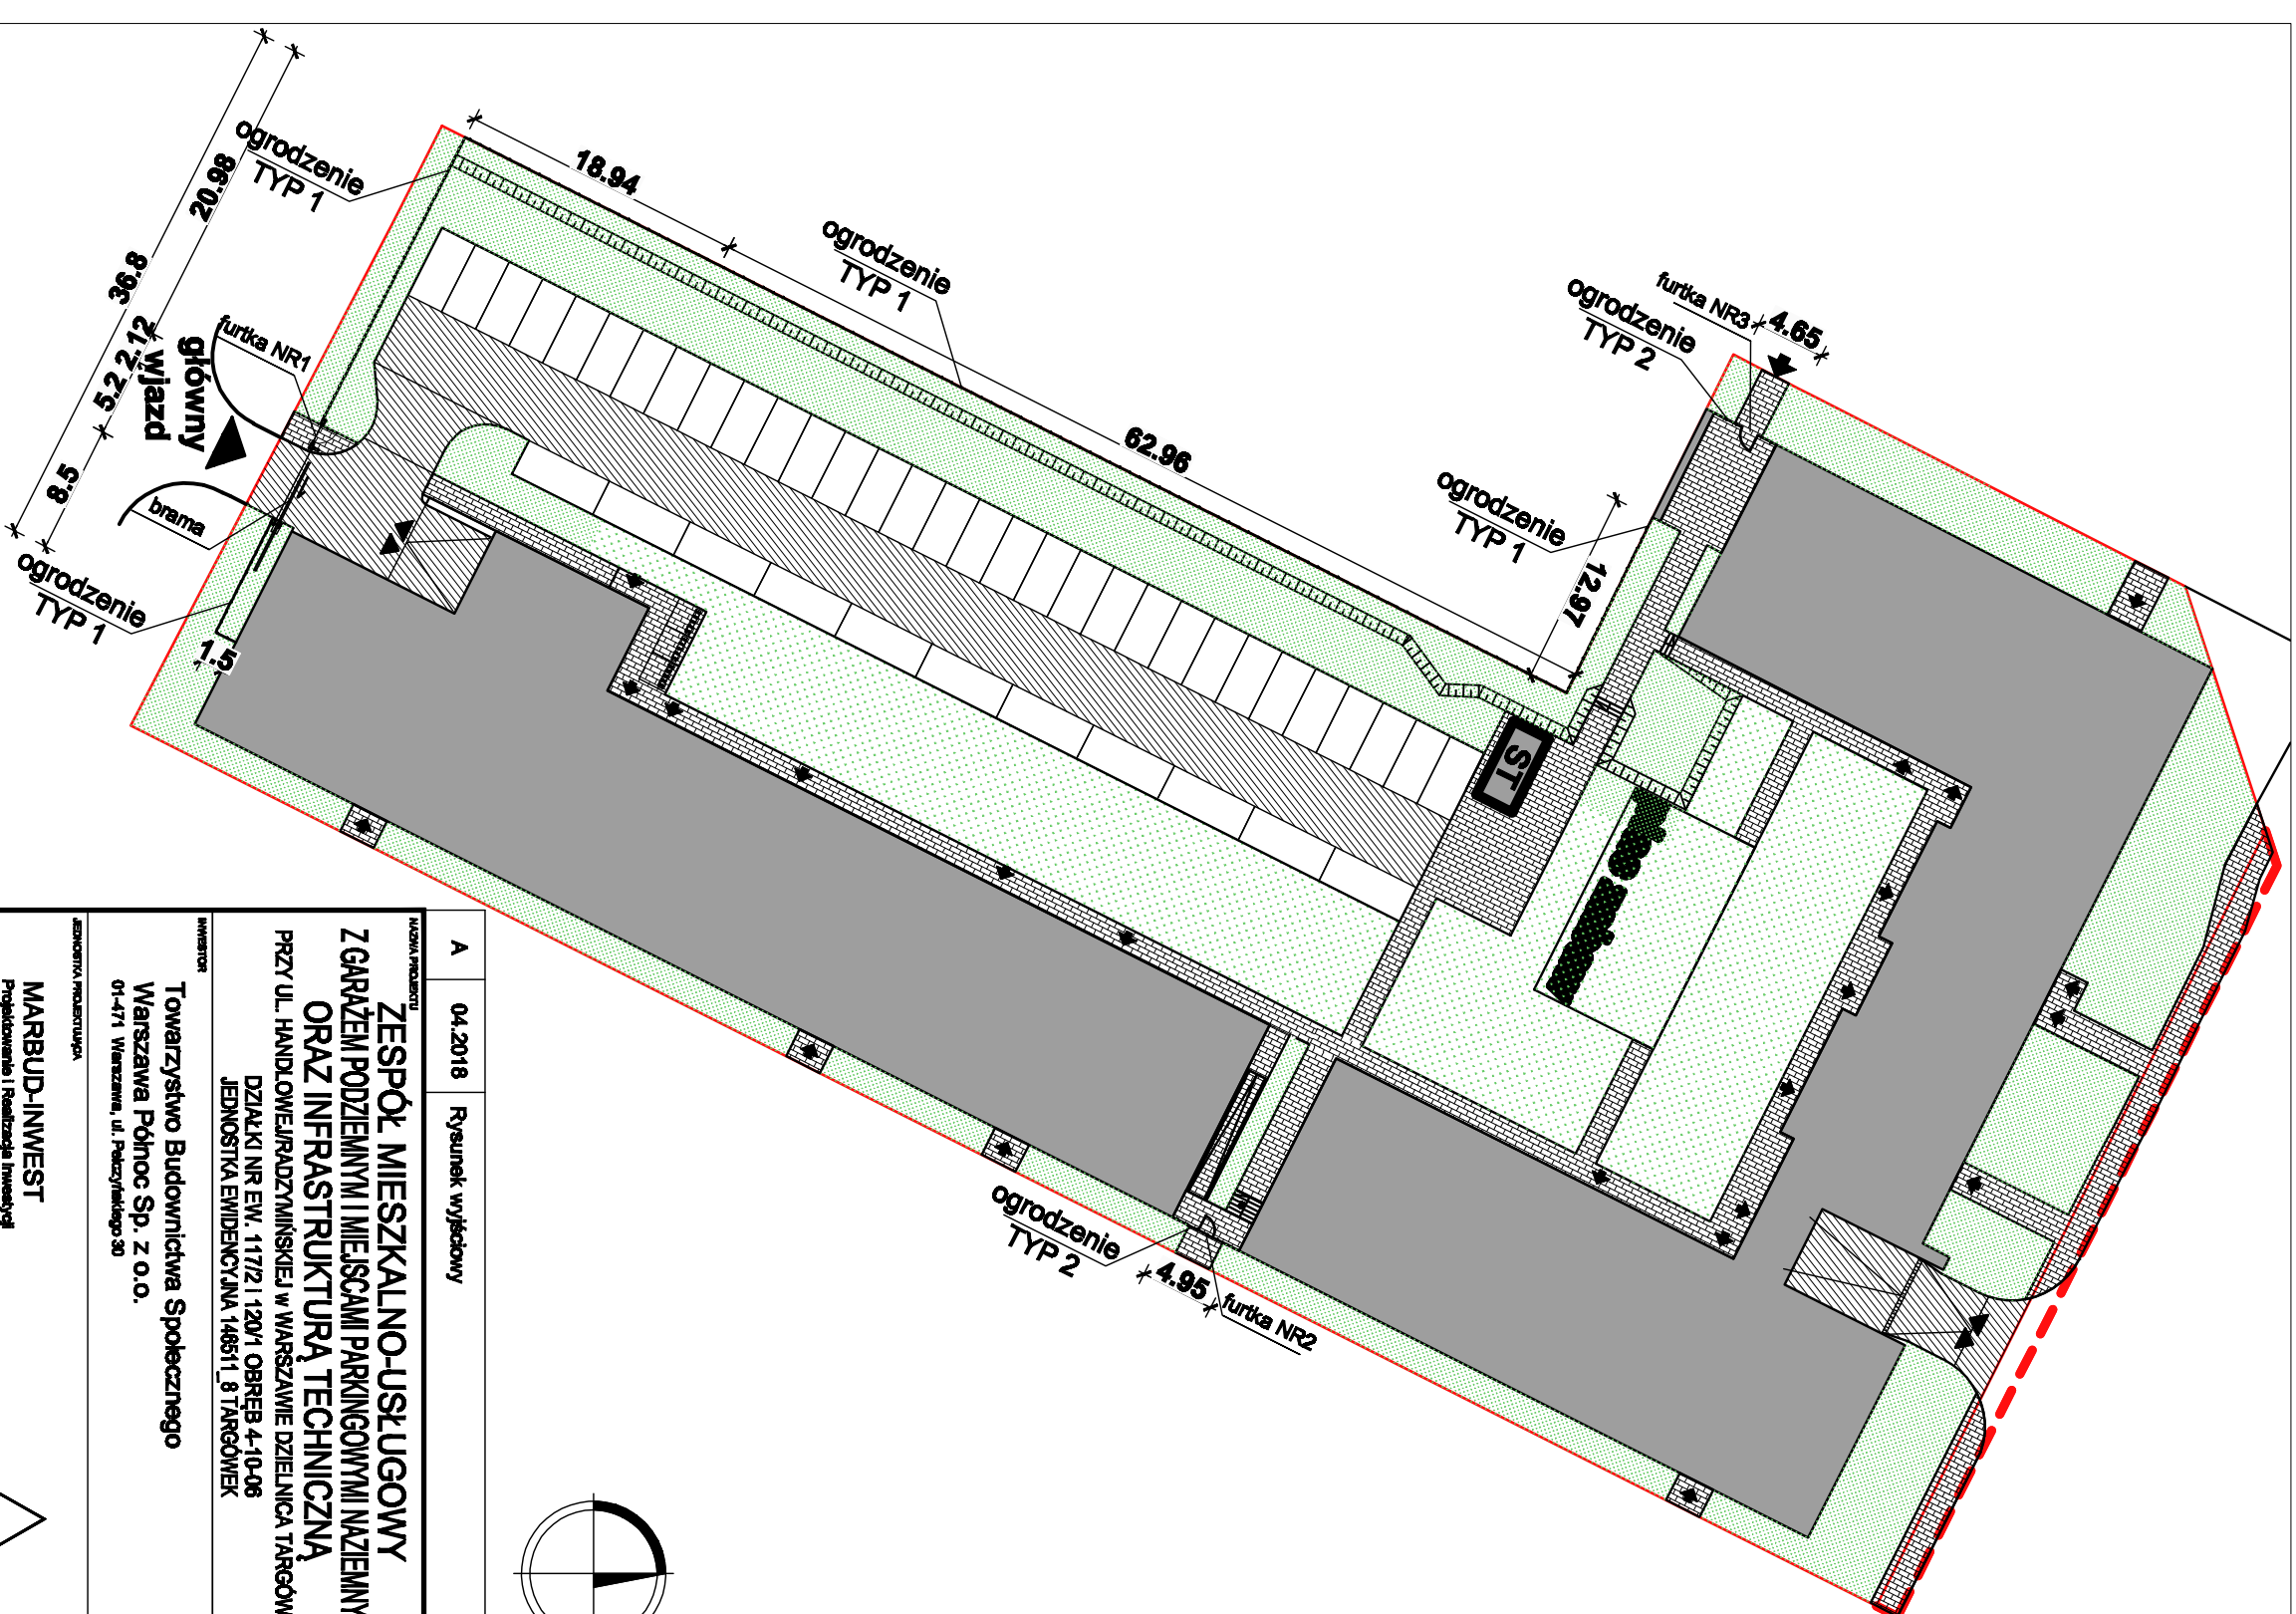 ogrodzenie
TYP 1
18.94
ogrodzenie
TYP 1
62.96
ogrodzenie
TYP 2
furtka NR3
4.65
ogrodzenie
TYP 1
12.97
20.98
36.8
2.12
5.2
8.5
furtka NR1
główny
wjazd
brama
ogrodzenie
TYP 1
1.5
ST
ogrodzenie
TYP 2
4.95
furtka NR2
A
04.2018
Rysunek wyjściowy
NAZWA PROJEKTU
ZESPÓŁ MIESZKALNO-USŁUGOWY
Z GARAŻEM PODZIEMNYM I MIEJSCAMI PARKINGOWYMI NAZIEMNY
ORAZ INFRASTRUKTURĄ TECHNICZNĄ
PRZY UL. HANDLOWEJ/RADZYMIŃSKIEJ w WARSZAWIE DZIELNICA TARGÓW
DZIAŁKI NR EW. 117/2 I 120/1 OBRĘB 4-10-06
JEDNOSTKA EWIDENCYJNA 146511_8 TARGÓWEK
INWESTOR
Towarzystwo Budownictwa Społecznego
Warszawa Północ Sp. z o.o.
01-471 Warszawa, ul. Pełczyńskiego 30
JEDNOSTKA PROJEKTUJĄCA
MARBUD-INWEST
Projektowanie i Realizacja Inwestycji